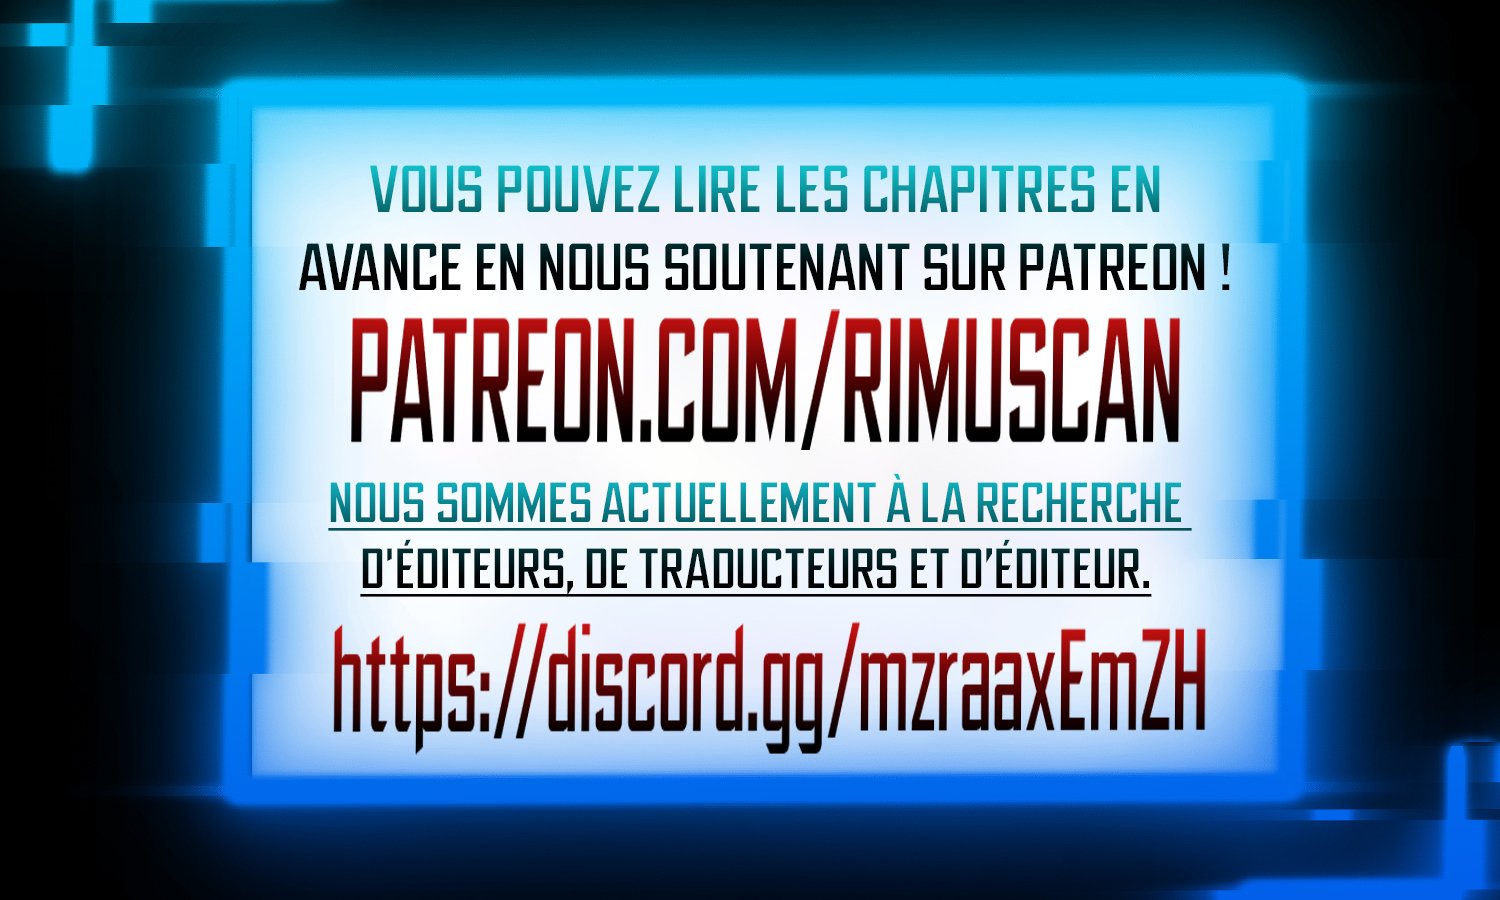 VOUS POUVEZ LIRE LES CHAPITRES EN
AVANCE EN NOUS SOUTENANT SUR PATREON !
PATREON.COM/RIMUSCAN
NOUS SOMMES ACTUELLEMENT À LA RECHERCHE
D'ÉDITEURS, DE TRADUCTEURS ET D'ÉDITEUR.
https://discord.gg/mzraaxEmZH